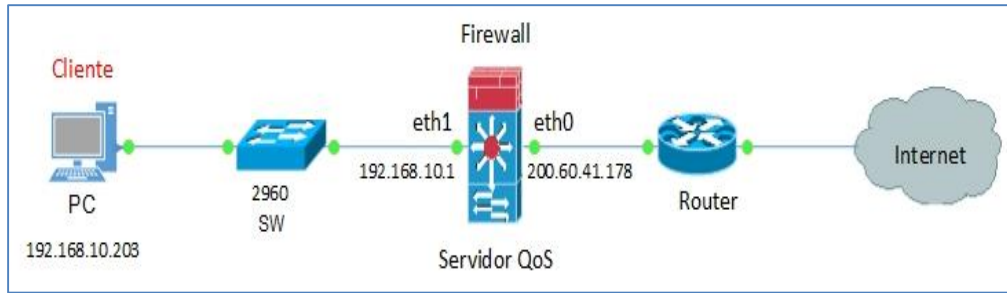 Firewall
Cliente
eth1
eth0
192.168.10.1
200.60.41.178
Internet
PC
2960
SW
Router
192.168.10.203
Servidor QoS